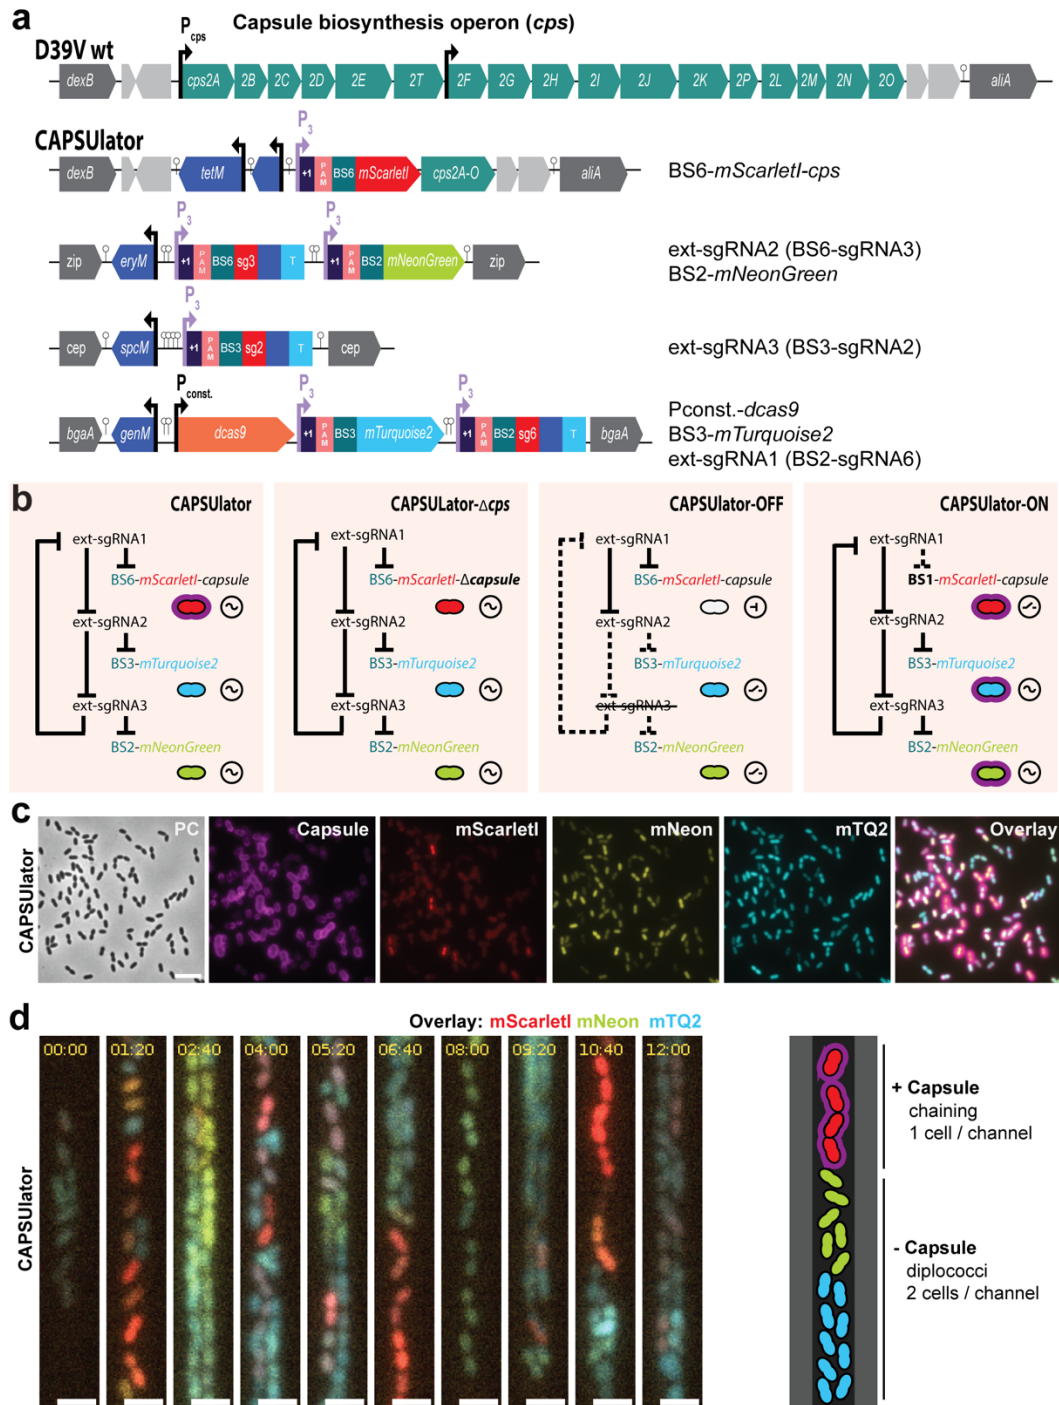 a
Capsule biosynthesis operon (cps)
D39V wt
Pcps
dexB cps2A 2B 2C 2D 2E 2T 2F 2G 2H 2I 2J 2K 2P 2L 2M 2N 2O aliA
CAPSUlator
P3
dexB tetM +1 PAM BS6 mScarletI cps2A-O aliA
BS6-mScarletI-cps
P3 P3
zip eryM +1 PAM BS6 sg3 T +1 PAM BS2 mNeonGreen zip
ext-sgRNA2 (BS6-sgRNA3)
BS2-mNeonGreen
P3
cep spcM +1 PAM BS3 sg2 T cep
ext-sgRNA3 (BS3-sgRNA2)
Pconst. P3 P3
bgaA genM dcas9 +1 PAM BS3 mTurquoise2 +1 PAM BS2 sg6 T bgaA
Pconst.-dcas9
BS3-mTurquoise2
ext-sgRNA1 (BS2-sgRNA6)
b
CAPSUlator
ext-sgRNA1
BS6-mScarletI-capsule
ext-sgRNA2
BS3-mTurquoise2
ext-sgRNA3
BS2-mNeonGreen
CAPSULator-Δcps
ext-sgRNA1
BS6-mScarletI-Δcapsule
ext-sgRNA2
BS3-mTurquoise2
ext-sgRNA3
BS2-mNeonGreen
CAPSUlator-OFF
ext-sgRNA1
BS6-mScarletI-capsule
ext-sgRNA2
BS3-mTurquoise2
ext-sgRNA3
BS2-mNeonGreen
CAPSUlator-ON
ext-sgRNA1
BS1-mScarletI-capsule
ext-sgRNA2
BS3-mTurquoise2
ext-sgRNA3
BS2-mNeonGreen
c
CAPSUlator
PC Capsule mScarletI mNeon mTQ2 Overlay
d
Overlay: mScarletI mNeon mTQ2
CAPSUlator
00:00 01:20 02:40 04:00 05:20 06:40 08:00 09:20 10:40 12:00
+ Capsule
chaining
1 cell / channel
- Capsule
diplococci
2 cells / channel